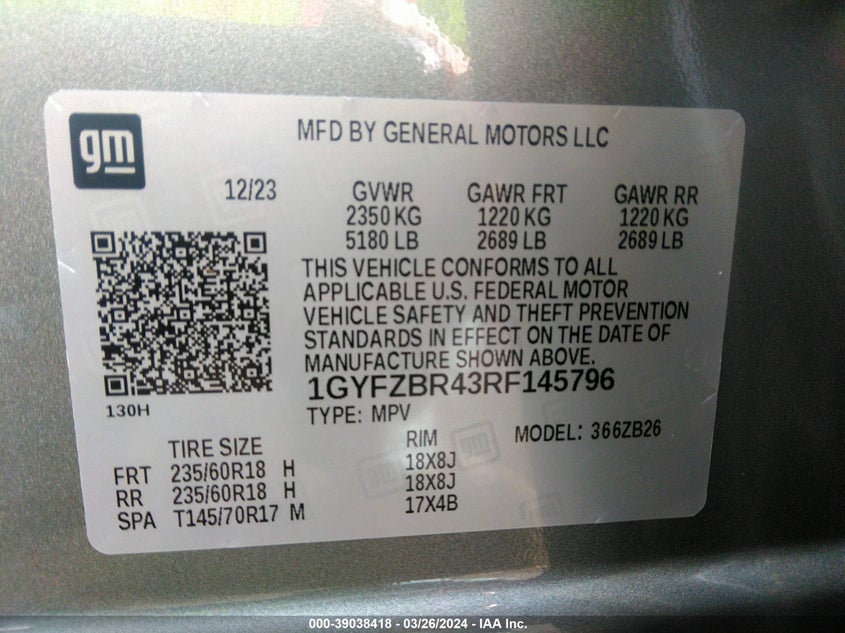 gm
MFD BY GENERAL MOTORS LLC
12/23 GVWR GAWR FRT GAWR RR
2350 KG 1220 KG 1220 KG
5180 LB 2689 LB 2689 LB
THIS VEHICLE CONFORMS TO ALL
APPLICABLE U.S. FEDERAL MOTOR
VEHICLE SAFETY AND THEFT PREVENTION
STANDARDS IN EFFECT ON THE DATE OF
MANUFACTURE SHOWN ABOVE.
1GYFZBR43RF145796
130H
TYPE: MPV
MODEL: 366ZB26
TIRE SIZE RIM
FRT 235/60R18 H 18X8J
RR 235/60R18 H 18X8J
SPA T145/70R17 M 17X4B
000-39038418 - 03/26/2024 - IAA Inc.